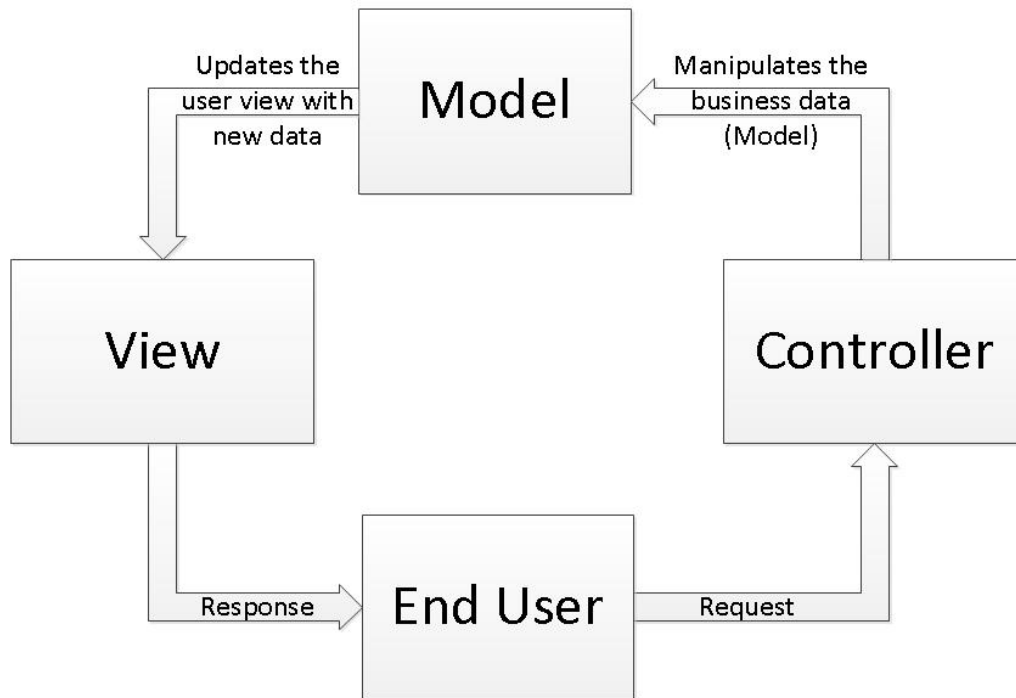 Updates the
user view with
new data
Model
Manipulates the
business data
(Model)
View
Controller
Response
End User
Request